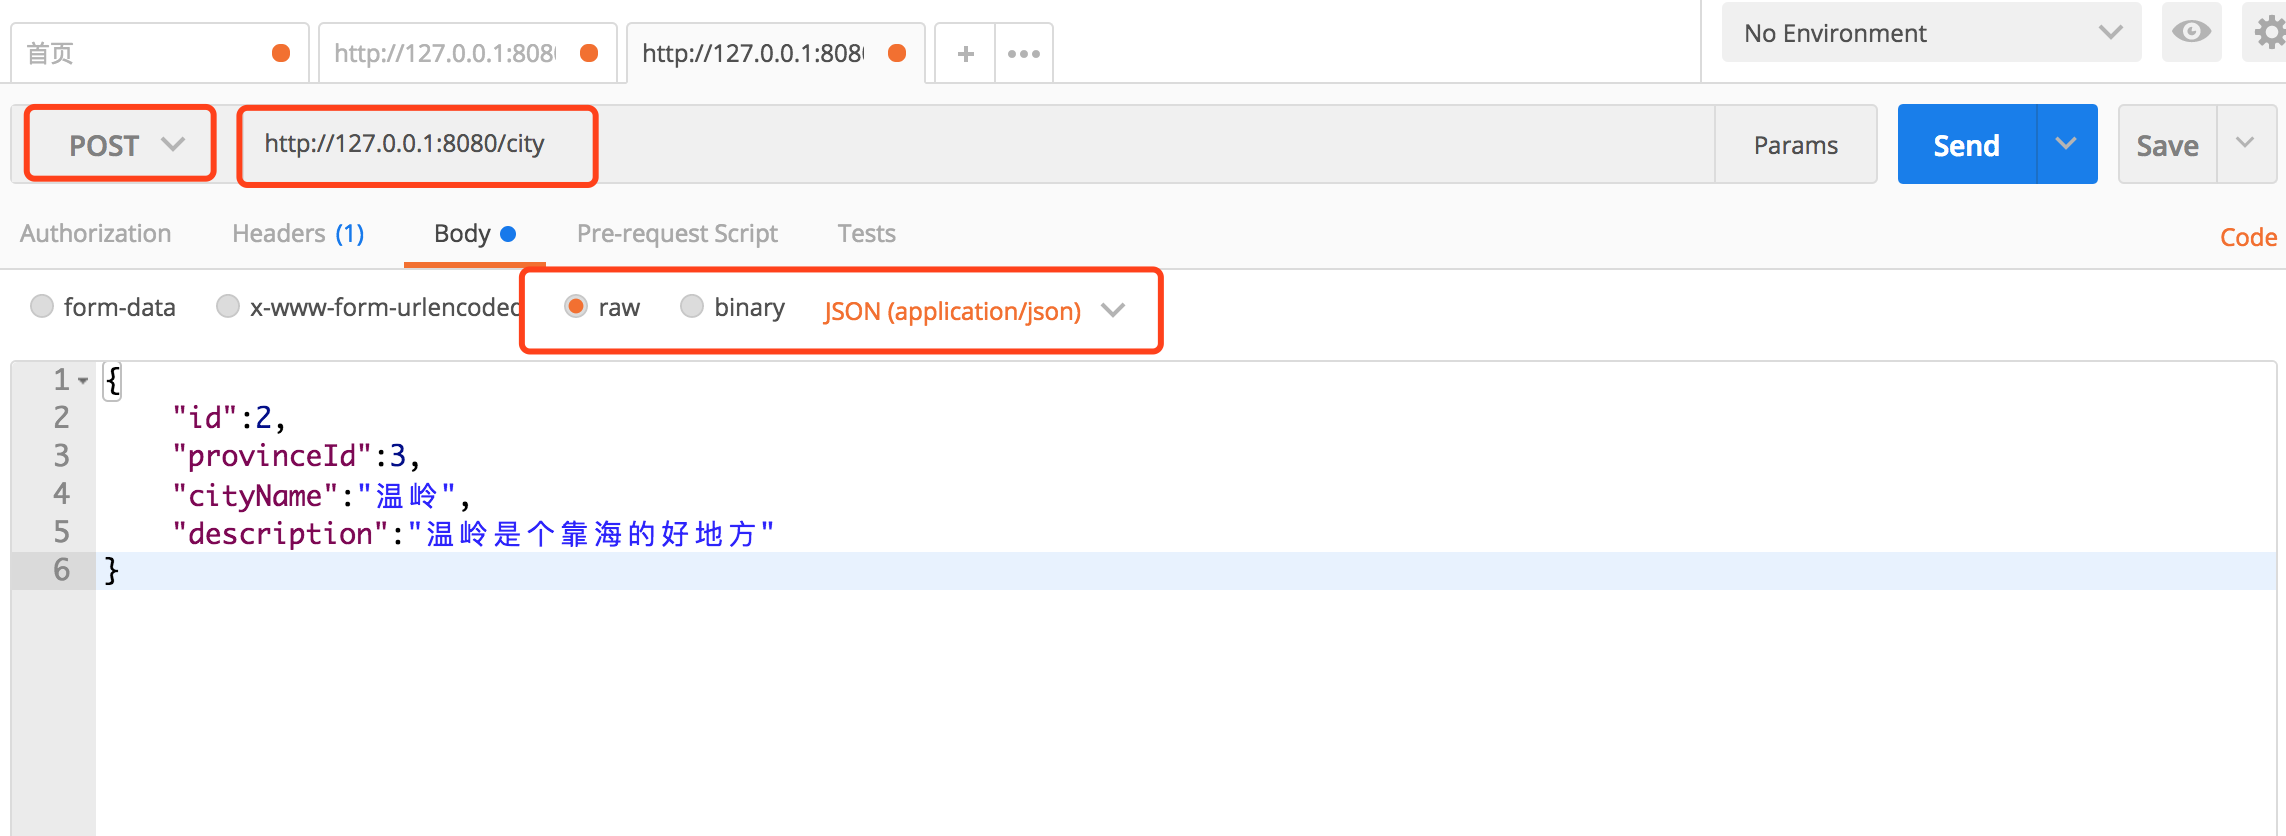 首页
http://127.0.0.1:808
http://127.0.0.1:808
+
No Environment
POST
http://127.0.0.1:8080/city
Params
Send
Save
Authorization
Headers (1)
Body
Pre-request Script
Tests
Code
form-data
x-www-form-urlencoded
raw
binary
JSON (application/json)
1 {
2 "id":2,
3 "provinceId":3,
4 "cityName":"温岭",
5 "description":"温岭是个靠海的好地方"
6 }